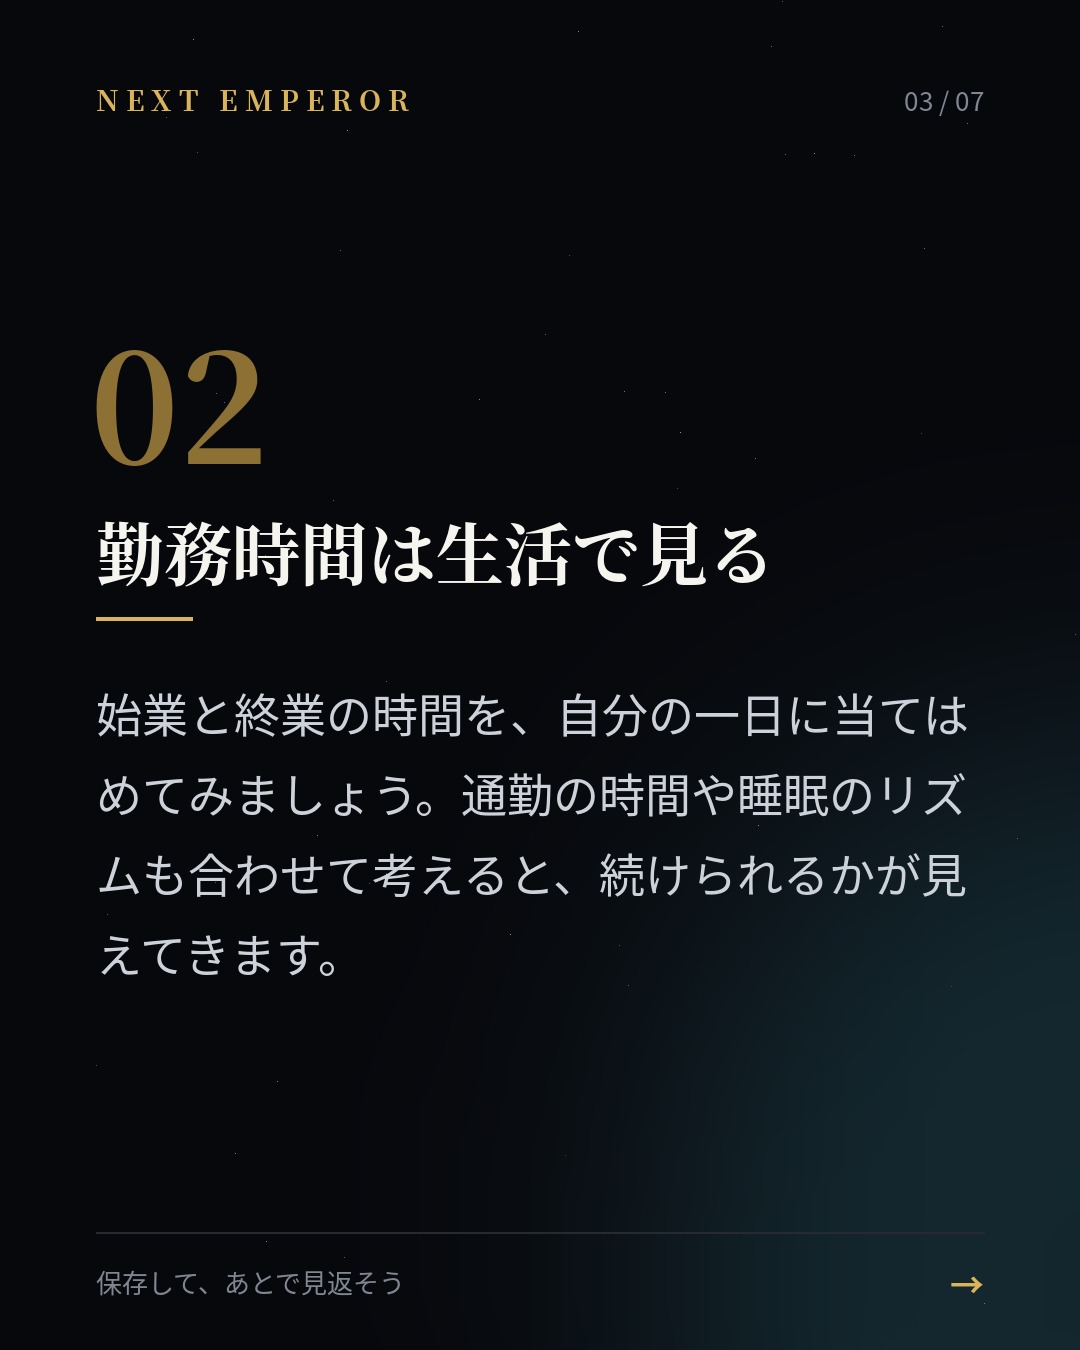 NEXT EMPEROR
03 / 07
02
勤務時間は生活で見る
始業と終業の時間を、自分の一日に当ては
めてみましょう。通勤の時間や睡眠のリズ
ムも合わせて考えると、続けられるかが見
えてきます。
保存して、あとで見返そう
→